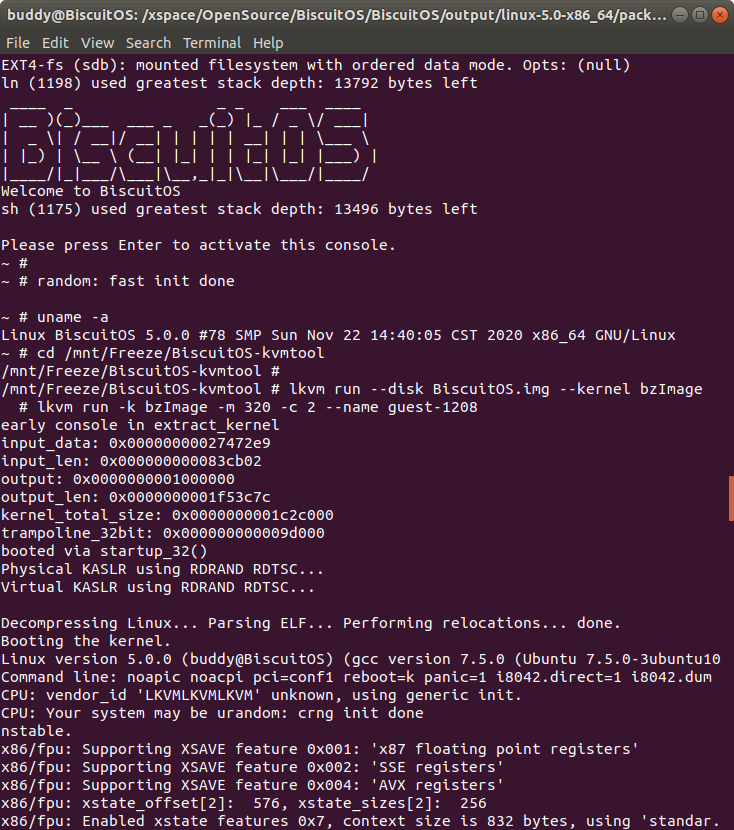 buddy@BiscuitOS: /xspace/OpenSource/BiscuitOS/BiscuitOS/output/linux-5.0-x86_64/pack...
File Edit View Search Terminal Help
EXT4-fs (sdb): mounted filesystem with ordered data mode. Opts: (null)
ln (1198) used greatest stack depth: 13792 bytes left
BiscuitOS
Welcome to BiscuitOS
sh (1175) used greatest stack depth: 13496 bytes left
Please press Enter to activate this console.
~ #
~ # random: fast init done
~ # uname -a
Linux BiscuitOS 5.0.0 #78 SMP Sun Nov 22 14:40:05 CST 2020 x86_64 GNU/Linux
~ # cd /mnt/Freeze/BiscuitOS-kvmtool
/mnt/Freeze/BiscuitOS-kvmtool #
/mnt/Freeze/BiscuitOS-kvmtool # lkvm run --disk BiscuitOS.img --kernel bzImage
  # lkvm run -k bzImage -m 320 -c 2 --name guest-1208
early console in extract_kernel
input_data: 0x00000000027472e9
input_len: 0x000000000083cb02
output: 0x0000000001000000
output_len: 0x0000000001f53c7c
kernel_total_size: 0x0000000001c2c000
trampoline_32bit: 0x000000000009d000
booted via startup_32()
Physical KASLR using RDRAND RDTSC...
Virtual KASLR using RDRAND RDTSC...
Decompressing Linux... Parsing ELF... Performing relocations... done.
Booting the kernel.
Linux version 5.0.0 (buddy@BiscuitOS) (gcc version 7.5.0 (Ubuntu 7.5.0-3ubuntu10
Command line: noapic noacpi pci=conf1 reboot=k panic=1 i8042.direct=1 i8042.dum
CPU: vendor_id 'LKVMLKVMLKVM' unknown, using generic init.
CPU: Your system may be urandom: crng init done
nstable.
x86/fpu: Supporting XSAVE feature 0x001: 'x87 floating point registers'
x86/fpu: Supporting XSAVE feature 0x002: 'SSE registers'
x86/fpu: Supporting XSAVE feature 0x004: 'AVX registers'
x86/fpu: xstate_offset[2]:  576, xstate_sizes[2]:  256
x86/fpu: Enabled xstate features 0x7, context size is 832 bytes, using 'standar.